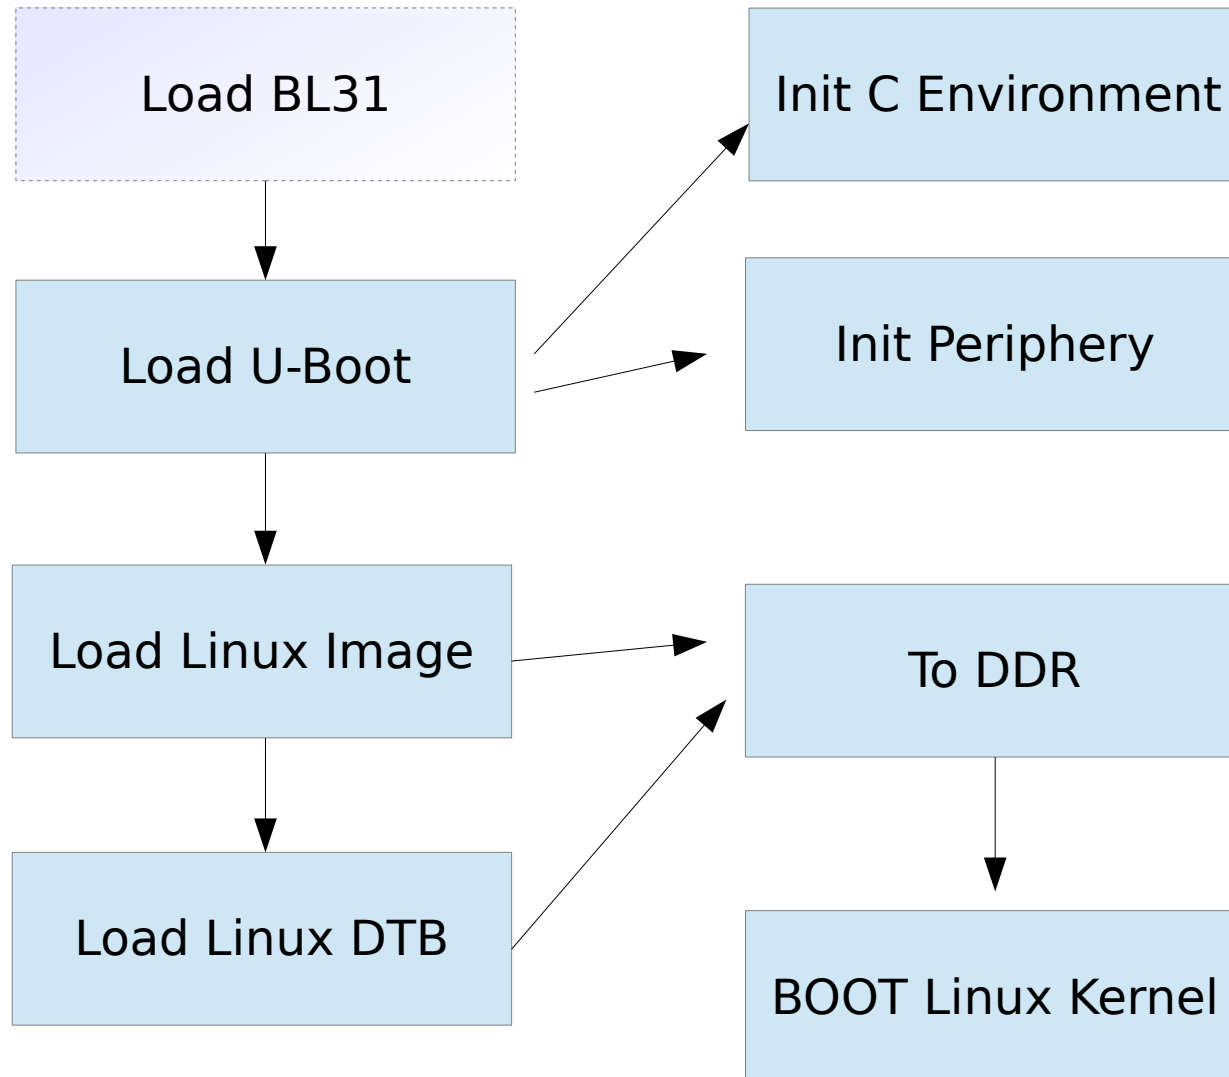 Load BL31
Init C Environment
Load U-Boot
Init Periphery
Load Linux Image
To DDR
Load Linux DTB
BOOT Linux Kernel